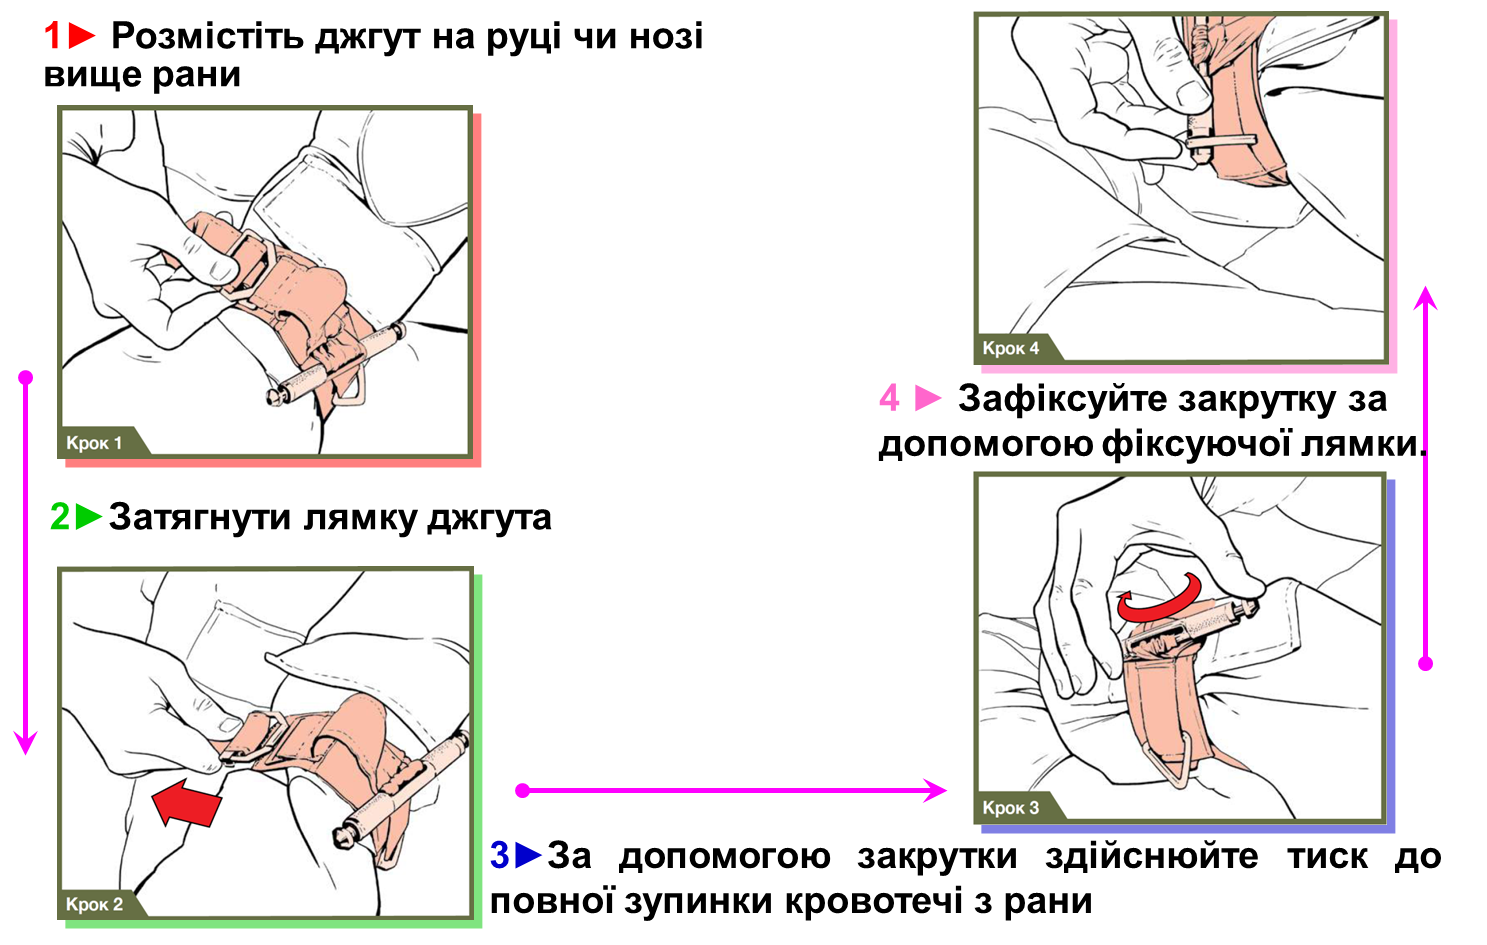 1► Розмістіть джгут на руці чи нозі
вище рани
Крок 1
2►Затягнути лямку джгута
Крок 2
3►За допомогою закрутки здійснюйте тиск до
повної зупинки кровотечі з рани
Крок 3
4 ► Зафіксуйте закрутку за
допомогою фіксуючої лямки.
Крок 4